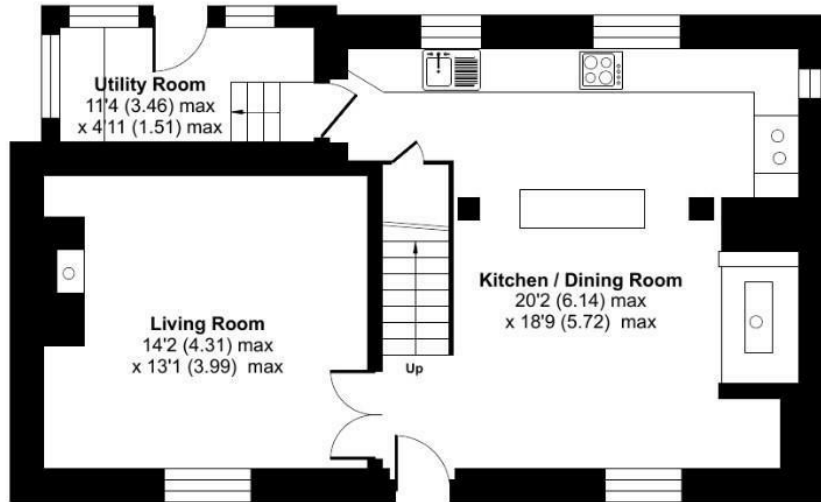 Utility Room
11'4 (3.46) max
x 4'11 (1.51) max
Kitchen / Dining Room
20'2 (6.14) max
x 18'9 (5.72) max
Living Room
14'2 (4.31) max
x 13'1 (3.99) max
Up